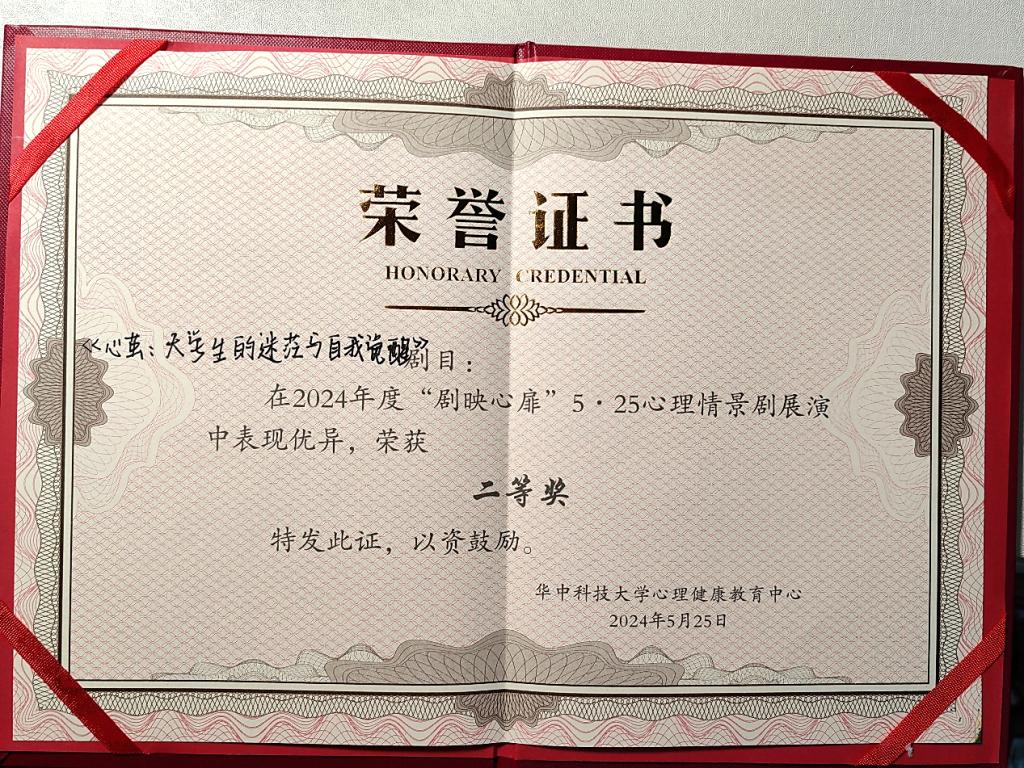 荣誉证书
HONORARY CREDENTIAL
《心茧：大学生的迷茫与自我觉醒》剧目：
在2024年度“剧映心扉”5·25心理情景剧展演
中表现优异，荣获
二等奖
特发此证，以资鼓励。
华中科技大学心理健康教育中心
2024年5月25日